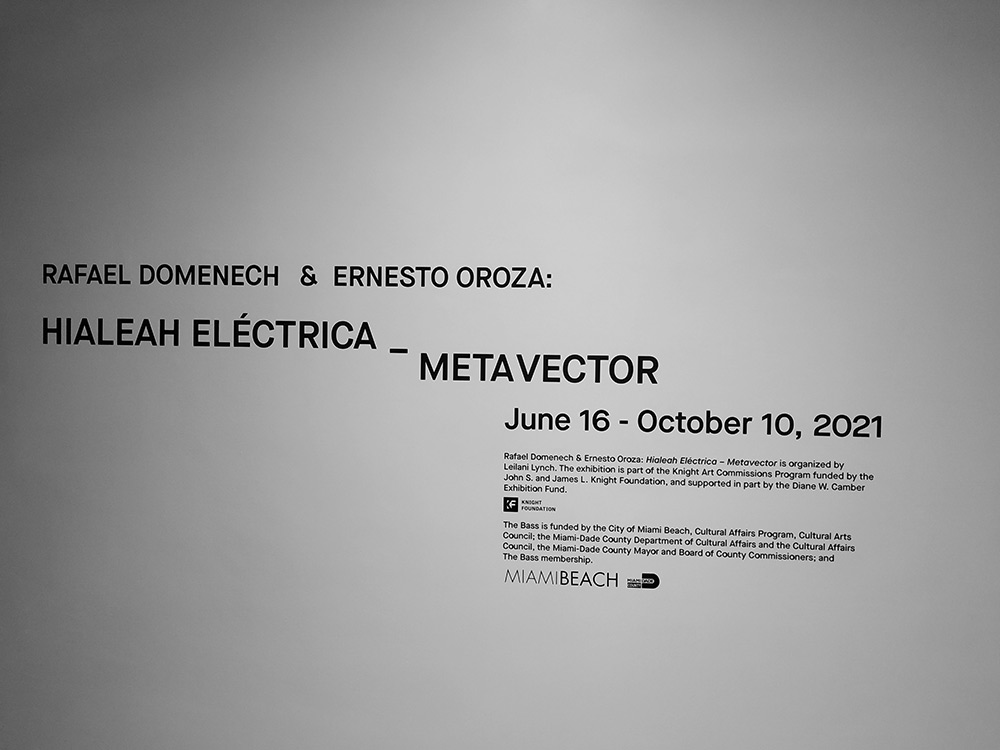 RAFAEL DOMENECH & ERNESTO OROZA:
HIALEAH ELÉCTRICA _
METAVECTOR
June 16 - October 10, 2021
Rafael Domenech & Ernesto Oroza: Hialeah Eléctrica – Metavector is organized by
Leilani Lynch. The exhibition is part of the Knight Art Commissions Program funded by the
John S. and James L. Knight Foundation, and supported in part by the Diane W. Camber
Exhibition Fund.
KF KNIGHT
FOUNDATION
The Bass is funded by the City of Miami Beach, Cultural Affairs Program, Cultural Arts
Council; the Miami-Dade County Department of Cultural Affairs and the Cultural Affairs
Council, the Miami-Dade County Mayor and Board of County Commissioners; and
The Bass membership.
MIAMIBEACH